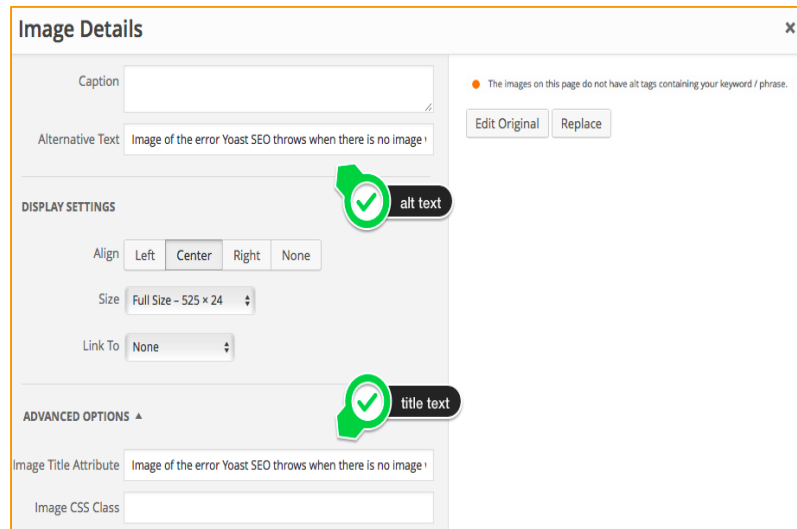 Image Details
×
Caption
Alternative Text Image of the error Yoast SEO throws when there is no image
alt text
DISPLAY SETTINGS
Align Left Center Right None
Size Full Size – 525 × 24
Link To None
title text
ADVANCED OPTIONS ▲
Image Title Attribute Image of the error Yoast SEO throws when there is no image
Image CSS Class
The images on this page do not have alt tags containing your keyword / phrase.
Edit Original Replace